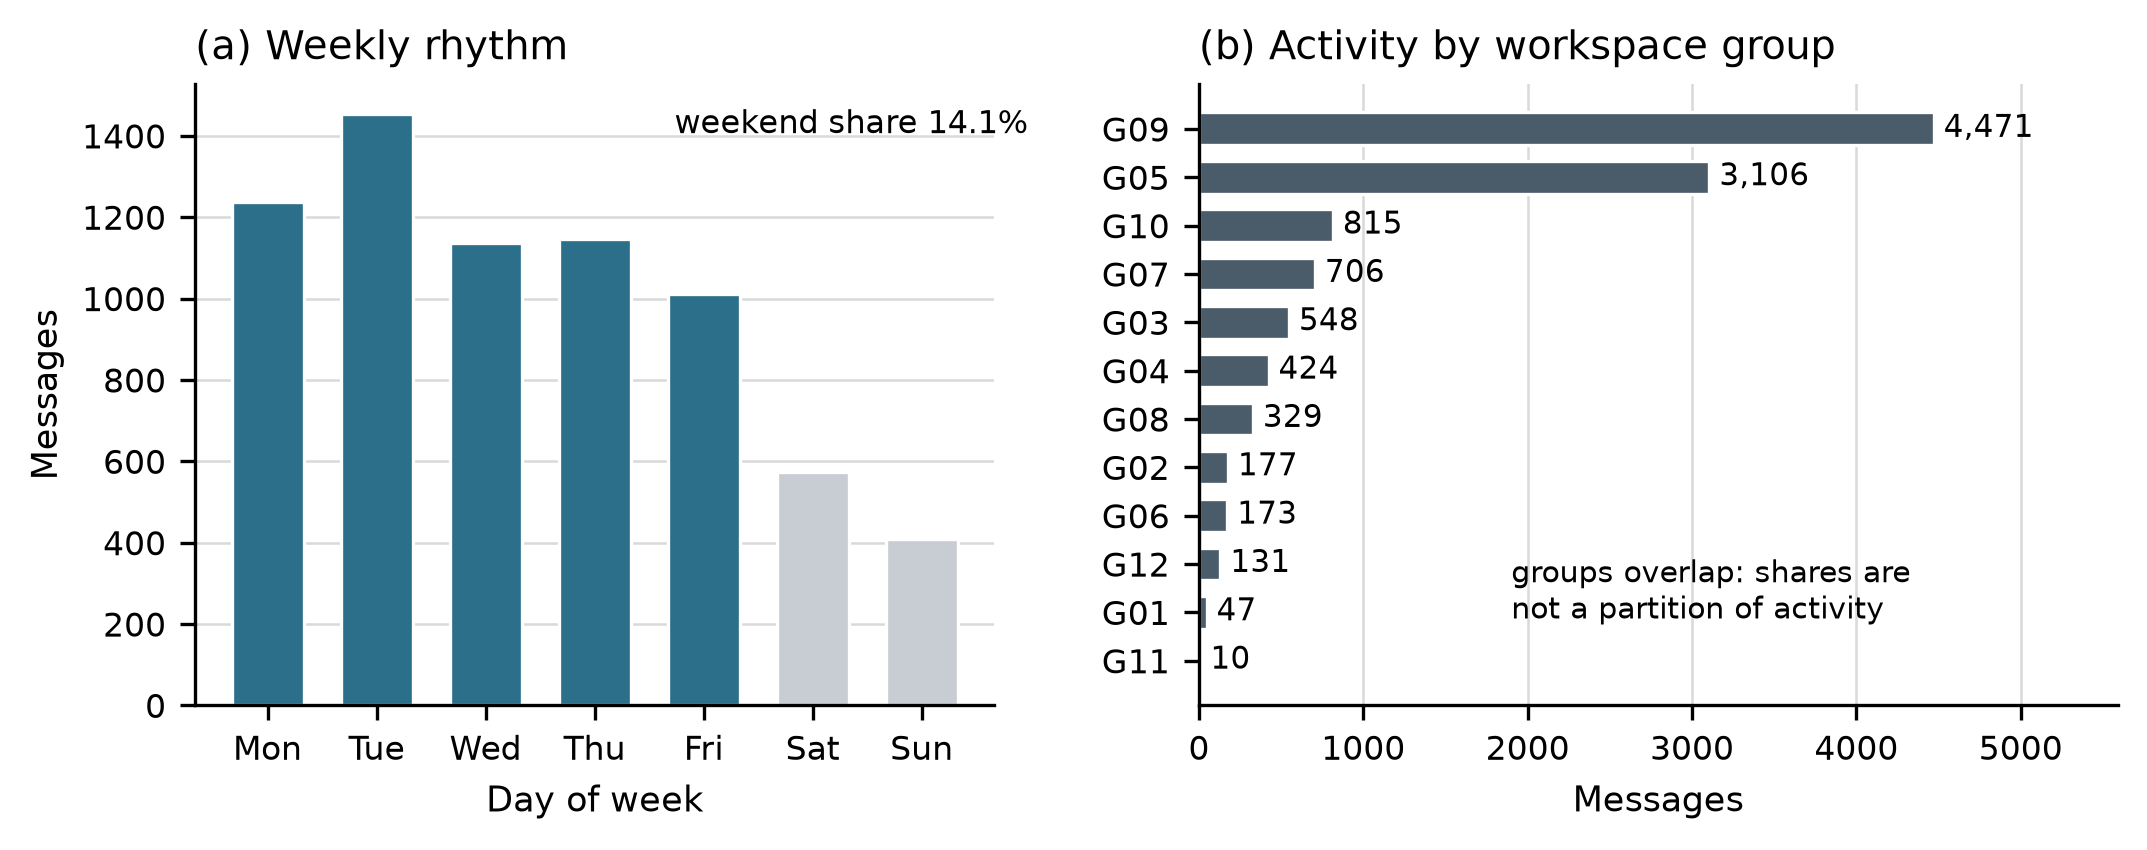 (a) Weekly rhythm
weekend share 14.1%
1400
1200
1000
800
600
400
200
0
Messages
Mon Tue Wed Thu Fri Sat Sun
Day of week
(b) Activity by workspace group
G09 4,471
G05 3,106
G10 815
G07 706
G03 548
G04 424
G08 329
G02 177
G06 173
G12 131
G01 47
G11 10
groups overlap: shares are
not a partition of activity
0 1000 2000 3000 4000 5000
Messages